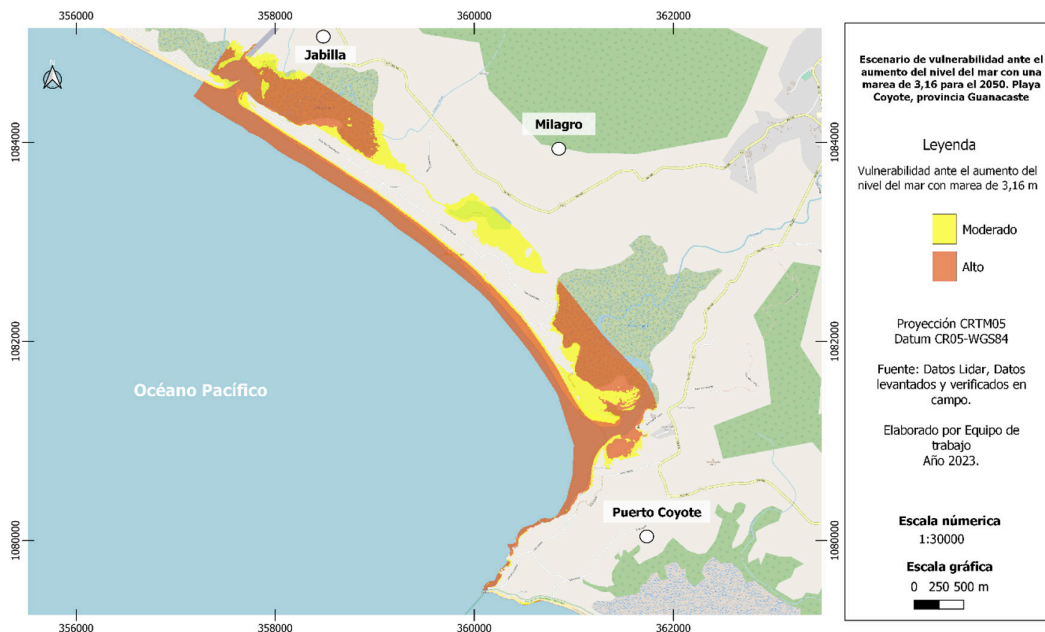 356000 358000 360000 362000
N
Jabilla
Milagro
1084000 1084000
1082000 1082000
Océano Pacífico
Puerto Coyote
1080000 1080000
356000 358000 360000 362000
Escenario de vulnerabilidad ante el
aumento del nivel del mar con una
marea de 3,16 para el 2050. Playa
Coyote, provincia Guanacaste
Leyenda
Vulnerabilidad ante el aumento del
nivel del mar con marea de 3,16 m
Moderado
Alto
Proyección CRTM05
Datum CR05-WGS84
Fuente: Datos Lidar, Datos
levantados y verificados en
campo.
Elaborado por Equipo de
trabajo
Año 2023.
Escala númerica
1:30000
Escala gráfica
0 250 500 m